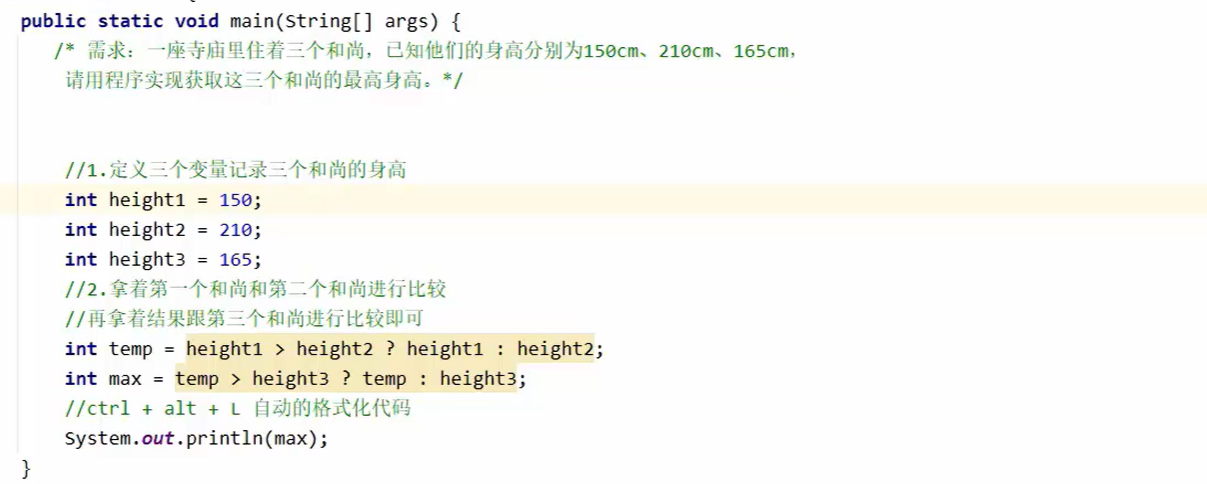 public static void main(String[] args) {
/* 需求：一座寺庙里住着三个和尚，已知他们的身高分别为150cm、210cm、165cm，
请用程序实现获取这三个和尚的最高身高。*/
//1.定义三个变量记录三个和尚的身高
int height1 = 150;
int height2 = 210;
int height3 = 165;
//2.拿着第一个和尚和第二个和尚进行比较
//再拿着结果跟第三个和尚进行比较即可
int temp = height1 > height2 ? height1 : height2;
int max = temp > height3 ? temp : height3;
//ctrl + alt + L 自动的格式化代码
System.out.println(max);
}